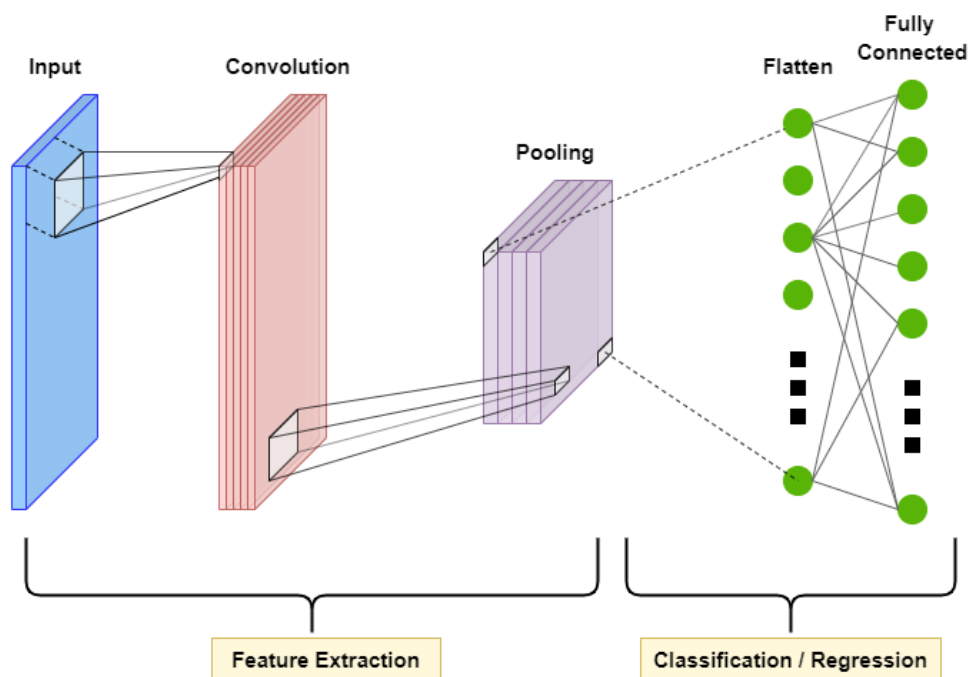 Input
Convolution
Pooling
Flatten
Fully
Connected
Feature Extraction
Classification / Regression